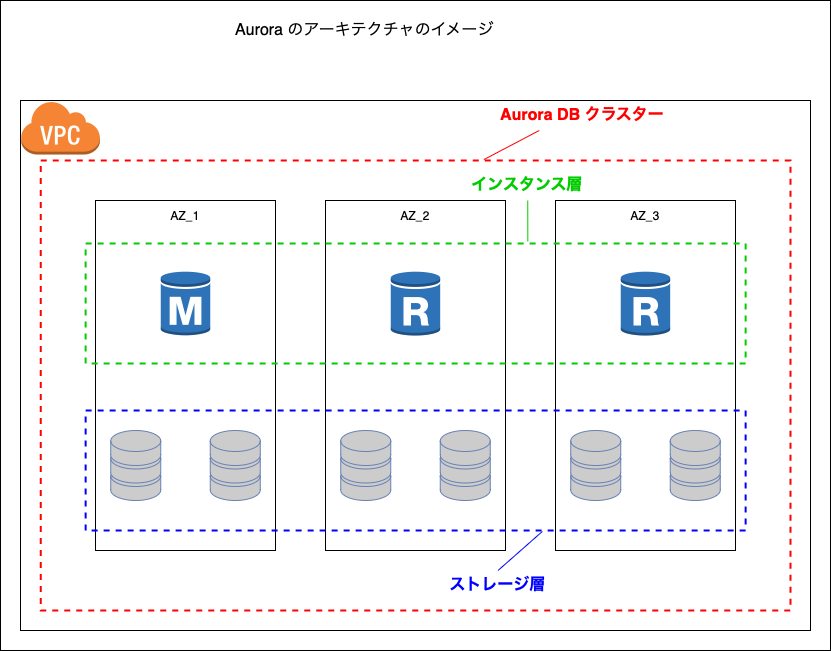 Aurora のアーキテクチャのイメージ
VPC
Aurora DB クラスター
インスタンス層
AZ_1
AZ_2
AZ_3
M
R
R
ストレージ層